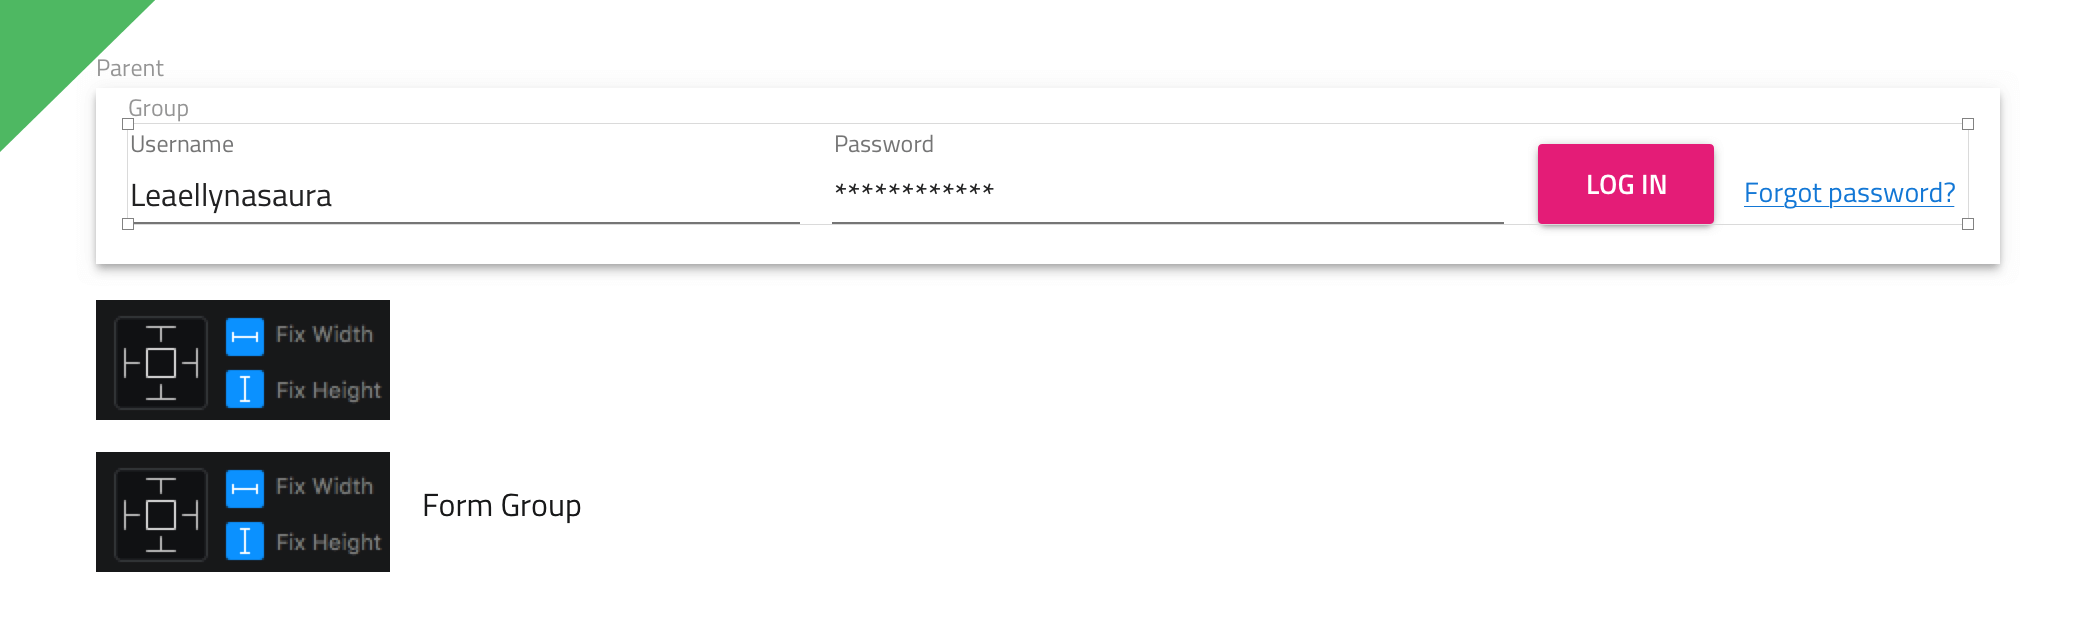 Parent
Group
Username
Password
Leaellynasaura
************
LOG IN
Forgot password?
Fix Width
Fix Height
Fix Width
Fix Height
Form Group